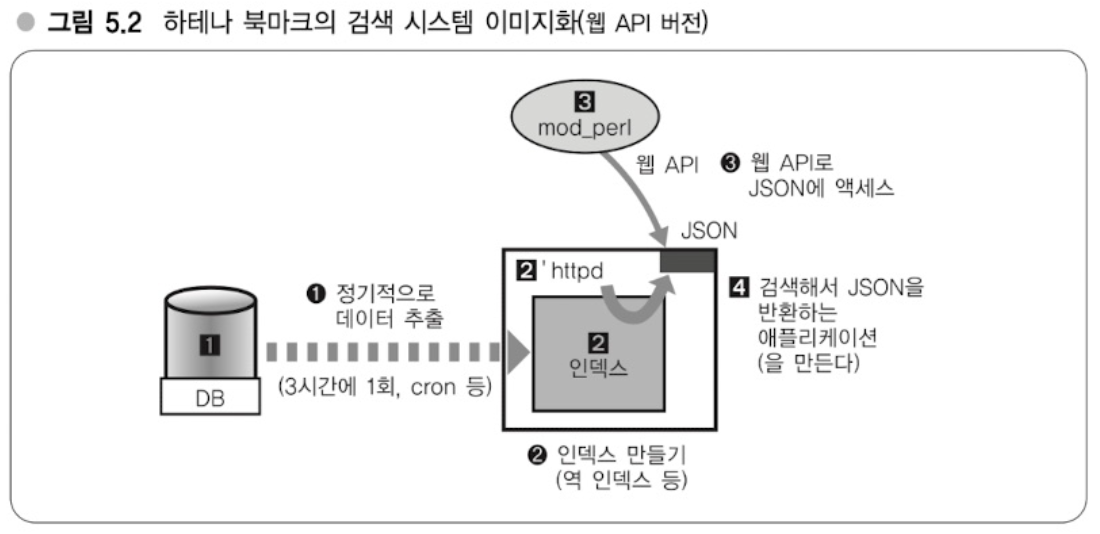 ● 그림 5.2 하테나 북마크의 검색 시스템 이미지화(웹 API 버전)
3
mod_perl
웹 API
❸ 웹 API로
JSON에 액세스
JSON
2' httpd
4 검색해서 JSON을
반환하는
애플리케이션
(을 만든다)
❶ 정기적으로
데이터 추출
1
2
인덱스
(3시간에 1회, cron 등)
DB
❷ 인덱스 만들기
(역 인덱스 등)